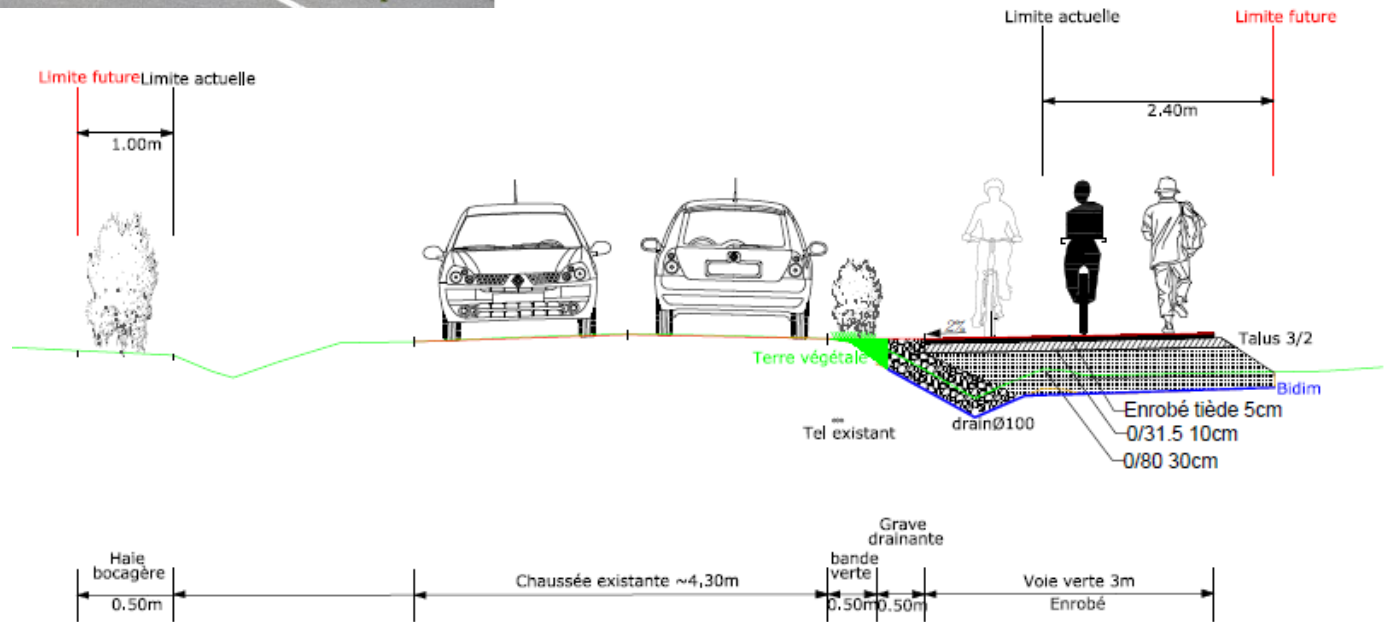 Limite actuelle
Limite future
Limite future
Limite actuelle
2.40m
1.00m
2%
Talus 3/2
Terre végétale
Bidim
Enrobé tiède 5cm
Tel existant
drainØ100
0/31.5 10cm
0/80 30cm
Grave
drainante
Haie
bocagère
bande
verte
Chaussée existante ~4,30m
Voie verte 3m
0.50m
0.50m
0.50m
Enrobé